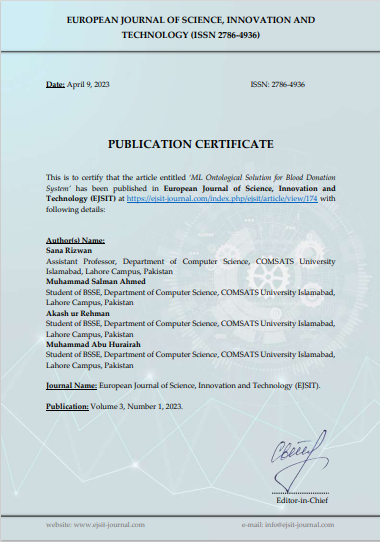 EUROPEAN JOURNAL OF SCIENCE, INNOVATION AND
TECHNOLOGY (ISSN 2786-4936)
Date: April 9, 2023
ISSN: 2786-4936
PUBLICATION CERTIFICATE
This is to certify that the article entitled 'ML Ontological Solution for Blood Donation
System' has been published in European Journal of Science, Innovation and
Technology (EJSIT) at https://ejsit-journal.com/index.php/ejsit/article/view/174 with
following details:
Author(s) Name:
Sana Rizwan
Assistant Professor, Department of Computer Science, COMSATS University
Islamabad, Lahore Campus, Pakistan
Muhammad Salman Ahmed
Student of BSSE, Department of Computer Science, COMSATS University Islamabad,
Lahore Campus, Pakistan
Akash ur Rehman
Student of BSSE, Department of Computer Science, COMSATS University Islamabad,
Lahore Campus, Pakistan
Muhammad Abu Hurairah
Student of BSSE, Department of Computer Science, COMSATS University Islamabad,
Lahore Campus, Pakistan
Journal Name: European Journal of Science, Innovation and Technology (EJSIT).
Publication: Volume 3, Number 1, 2023.
Editor-in-Chief
website: www.ejsit-journal.com
e-mail: info@ejsit-journal.com